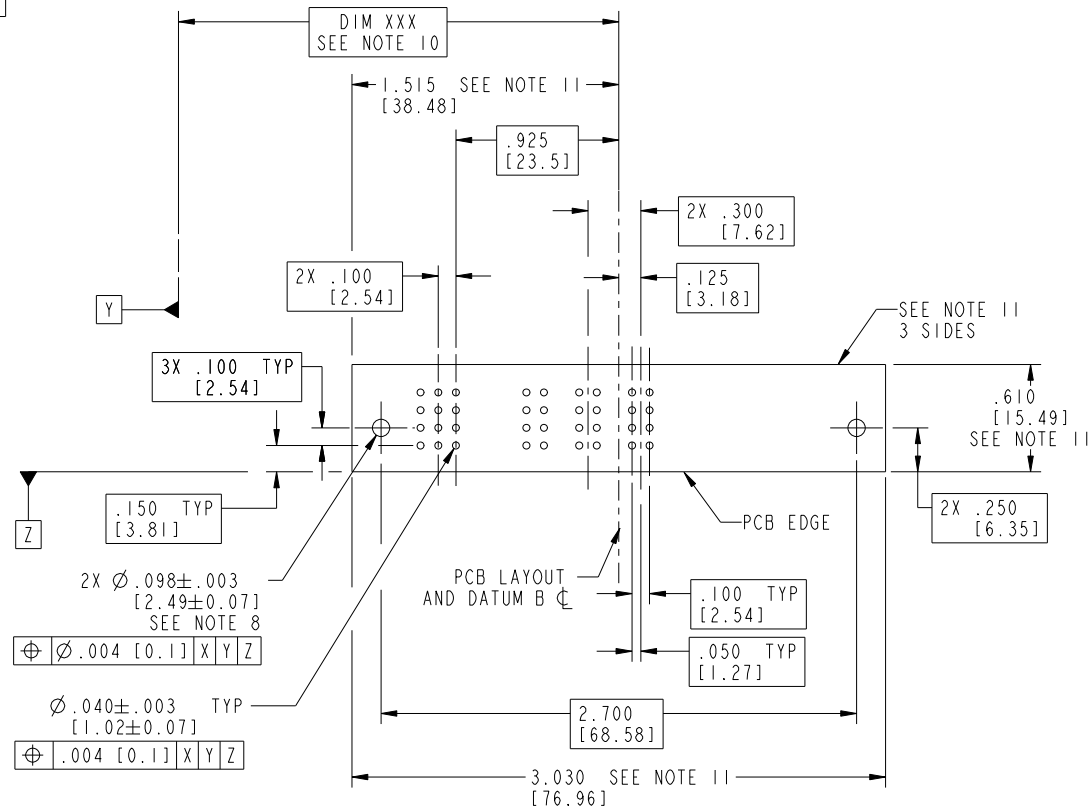 DIM XXX
SEE NOTE 10
1.515 SEE NOTE 11
[38.48]
.925
[23.5]
2X .300
[7.62]
2X .100
[2.54]
.125
[3.18]
Y
SEE NOTE 11
3 SIDES
3X .100 TYP
[2.54]
.610
[15.49]
SEE NOTE 11
.150 TYP
[3.81]
Z
PCB EDGE
2X .250
[6.35]
2X Ø.098±.003
[2.49±0.07]
SEE NOTE 8
⌖ Ø.004 [0.1] X Y Z
PCB LAYOUT
AND DATUM B ℄
.100 TYP
[2.54]
.050 TYP
[1.27]
Ø.040±.003 TYP
[1.02±0.07]
⌖ .004 [0.1] X Y Z
2.700
[68.58]
3.030 SEE NOTE 11
[76.96]